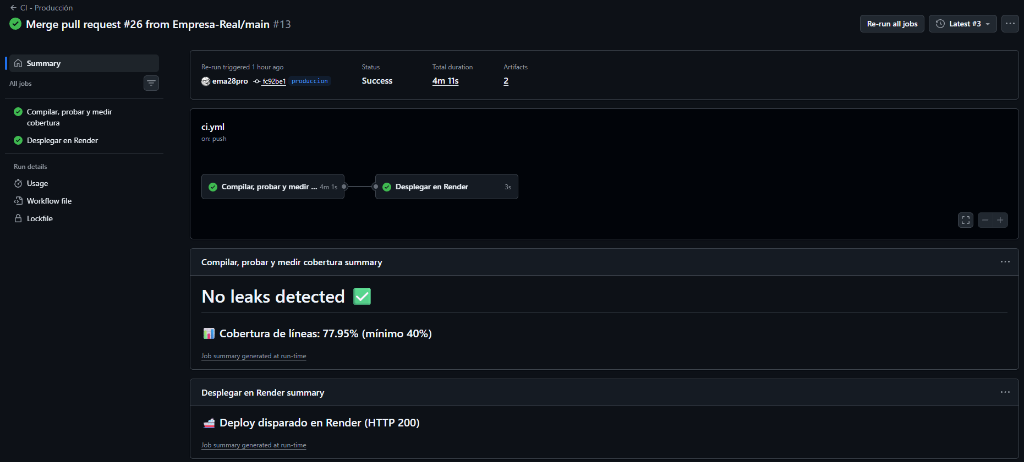 ← CI - Producción
Merge pull request #26 from Empresa-Real/main #13
Re-run all jobs
Latest #3
Summary
All jobs
Compilar, probar y medir
cobertura
Desplegar en Render
Run details
Usage
Workflow file
Lockfile
Re-run triggered 1 hour ago
ema28pro fc92be1 produccion
Status
Success
Total duration
4m 11s
Artifacts
2
ci.yml
on: push
Compilar, probar y medir ... 4m 1s
Desplegar en Render 3s
Compilar, probar y medir cobertura summary
No leaks detected ✅
📊 Cobertura de líneas: 77.95% (mínimo 40%)
Job summary generated at run-time
Desplegar en Render summary
🚢 Deploy disparado en Render (HTTP 200)
Job summary generated at run-time